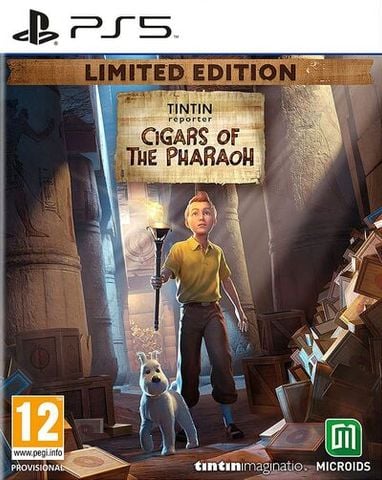 PS5
LIMITED EDITION
TINTIN
reporter
CIGARS OF
THE PHARAOH
12
www.pegi.info
PROVISIONAL
tintinimaginatio.
MICROIDS